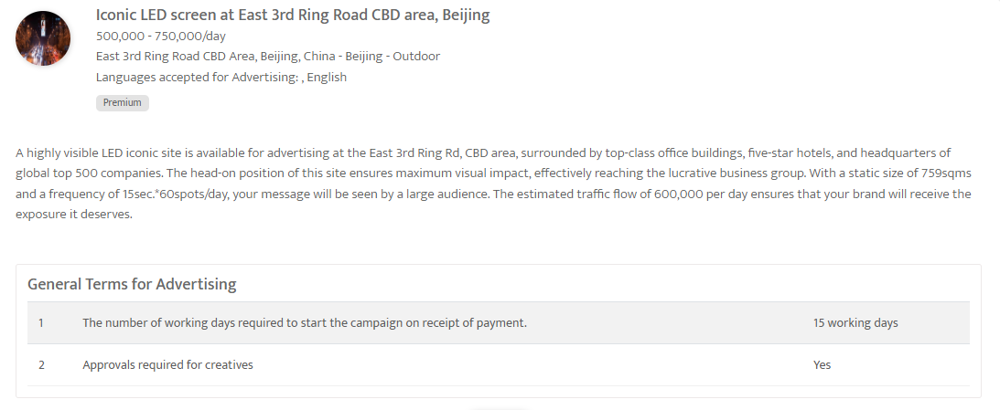 Iconic LED screen at East 3rd Ring Road CBD area, Beijing
500,000 - 750,000/day
East 3rd Ring Road CBD Area, Beijing, China - Beijing - Outdoor
Languages accepted for Advertising: , English
Premium
A highly visible LED iconic site is available for advertising at the East 3rd Ring Rd, CBD area, surrounded by top-class office buildings, five-star hotels, and headquarters of
global top 500 companies. The head-on position of this site ensures maximum visual impact, effectively reaching the lucrative business group. With a static size of 759sqms
and a frequency of 15sec.*60spots/day, your message will be seen by a large audience. The estimated traffic flow of 600,000 per day ensures that your brand will receive the
exposure it deserves.
General Terms for Advertising
1 The number of working days required to start the campaign on receipt of payment. 15 working days
2 Approvals required for creatives Yes